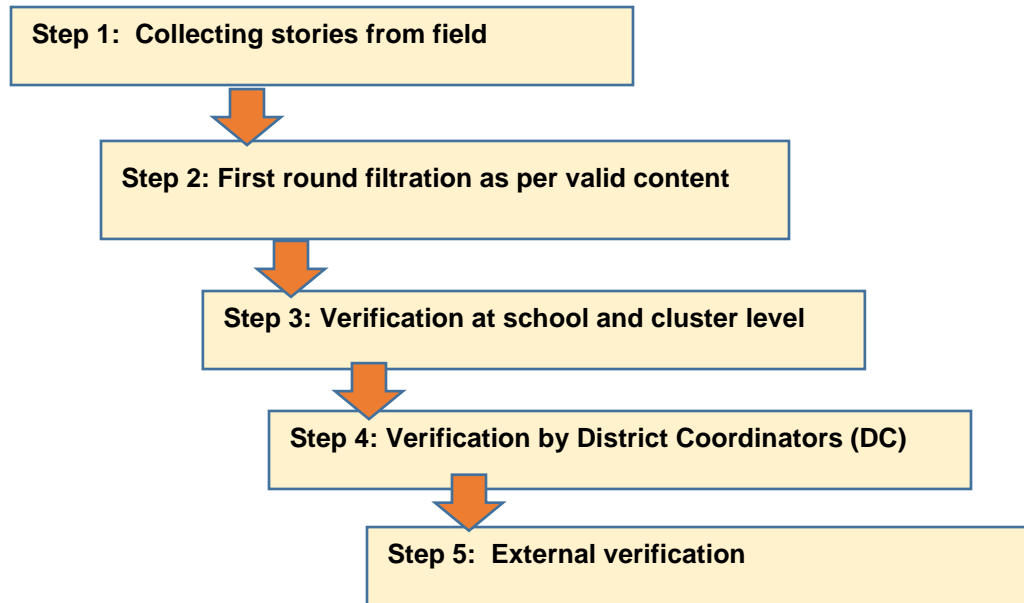 Step 1:  Collecting stories from field
Step 2: First round filtration as per valid content
Step 3: Verification at school and cluster level
Step 4: Verification by District Coordinators (DC)
Step 5:  External verification